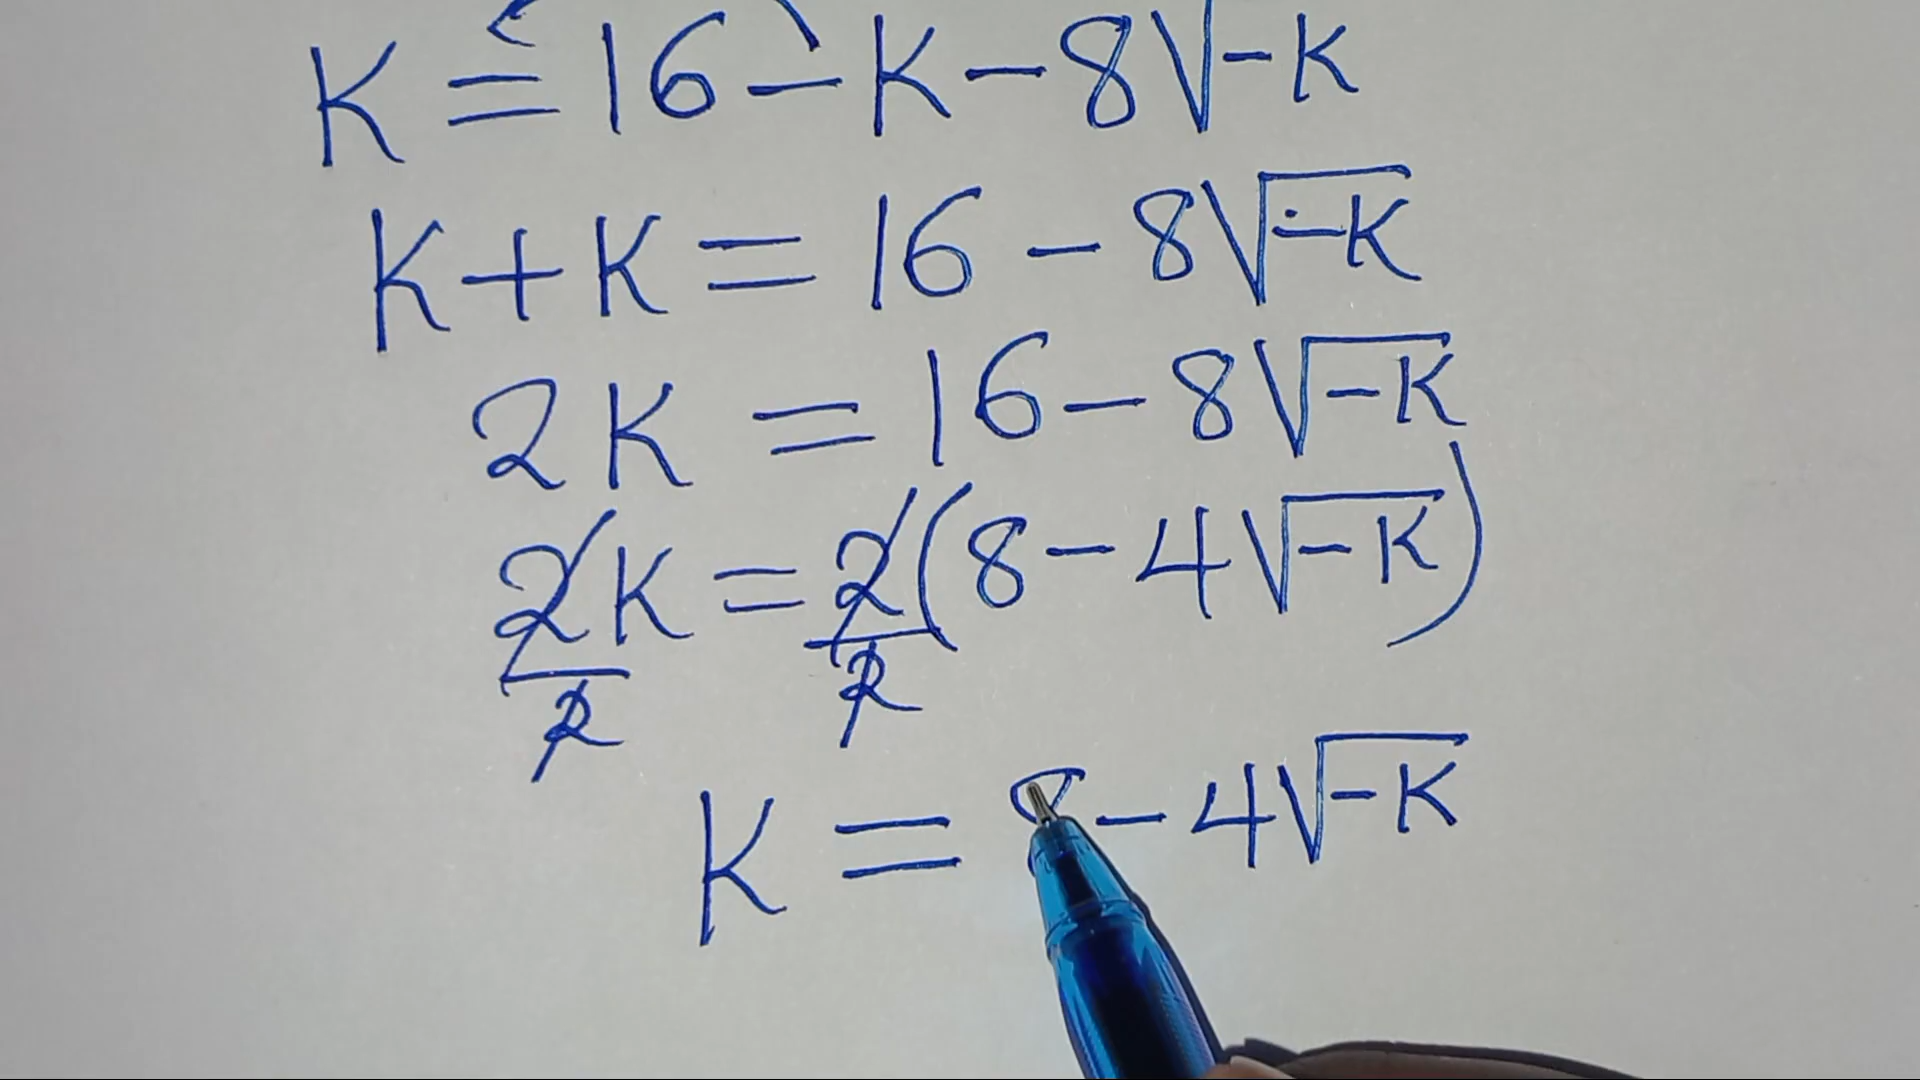 K = 16 - K - 8√-K
K + K = 16 - 8√-K
2K = 16 - 8√-K
2K/2 = 2/2(8 - 4√-K)
K = 8 - 4√-K